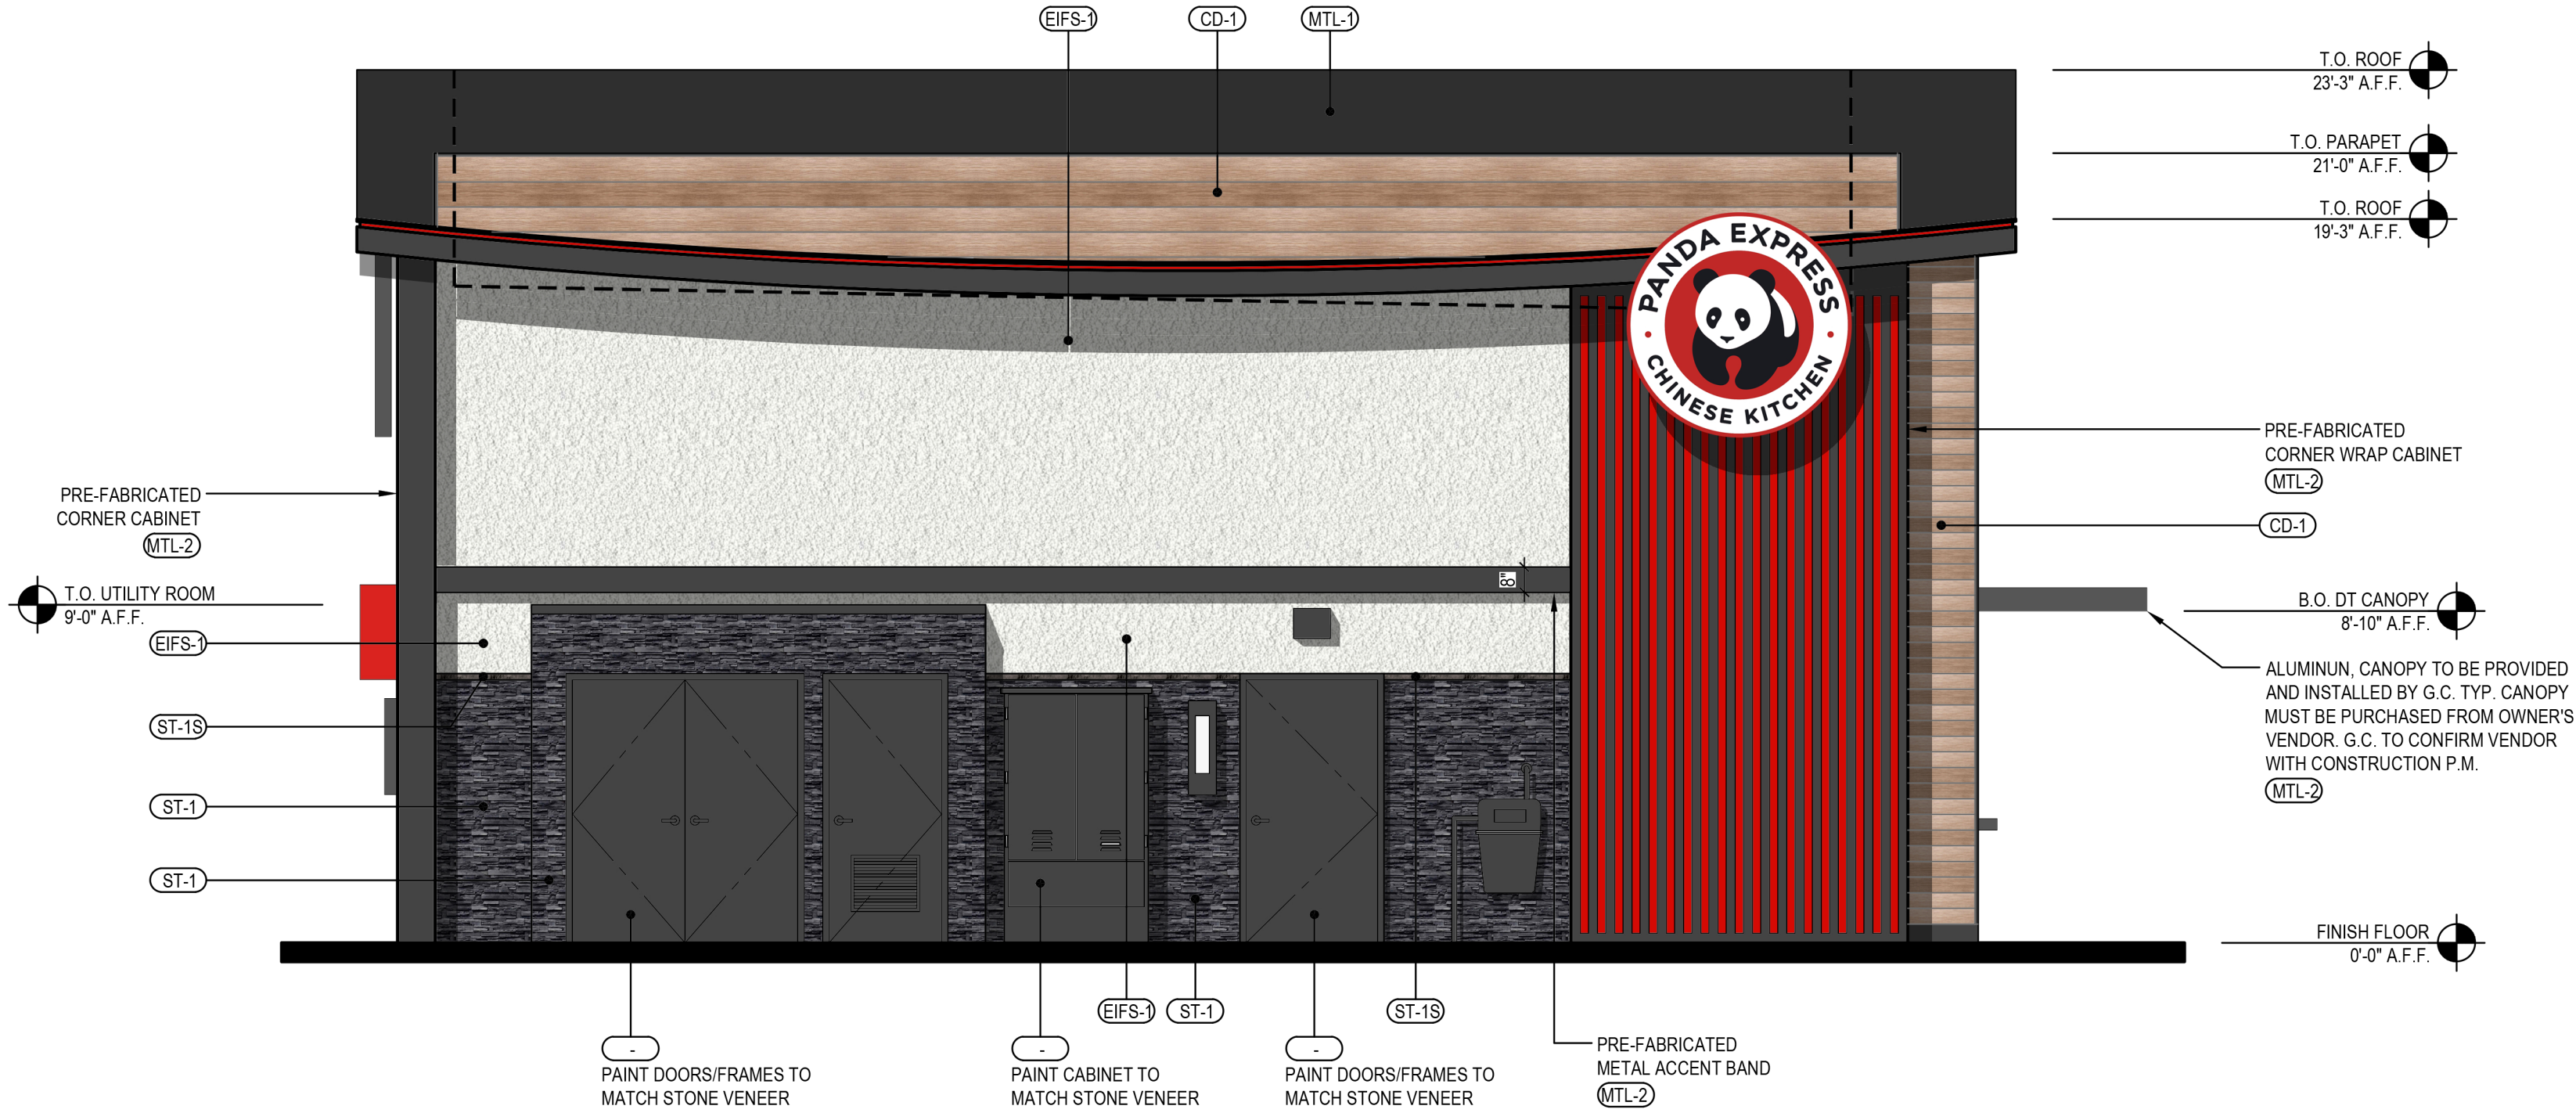 EIFS-1
CD-1
MTL-1
T.O. ROOF
23'-3" A.F.F.
T.O. PARAPET
21'-0" A.F.F.
T.O. ROOF
19'-3" A.F.F.
PANDA EXPRESS
CHINESE KITCHEN
PRE-FABRICATED
CORNER WRAP CABINET
MTL-2
CD-1
PRE-FABRICATED
CORNER CABINET
MTL-2
T.O. UTILITY ROOM
9'-0" A.F.F.
8"
B.O. DT CANOPY
8'-10" A.F.F.
EIFS-1
ST-1S
ST-1
ST-1
ALUMINUN, CANOPY TO BE PROVIDED
AND INSTALLED BY G.C. TYP. CANOPY
MUST BE PURCHASED FROM OWNER'S
VENDOR. G.C. TO CONFIRM VENDOR
WITH CONSTRUCTION P.M.
MTL-2
FINISH FLOOR
0'-0" A.F.F.
EIFS-1
ST-1
ST-1S
-
PAINT DOORS/FRAMES TO
MATCH STONE VENEER
-
PAINT CABINET TO
MATCH STONE VENEER
-
PAINT DOORS/FRAMES TO
MATCH STONE VENEER
PRE-FABRICATED
METAL ACCENT BAND
MTL-2